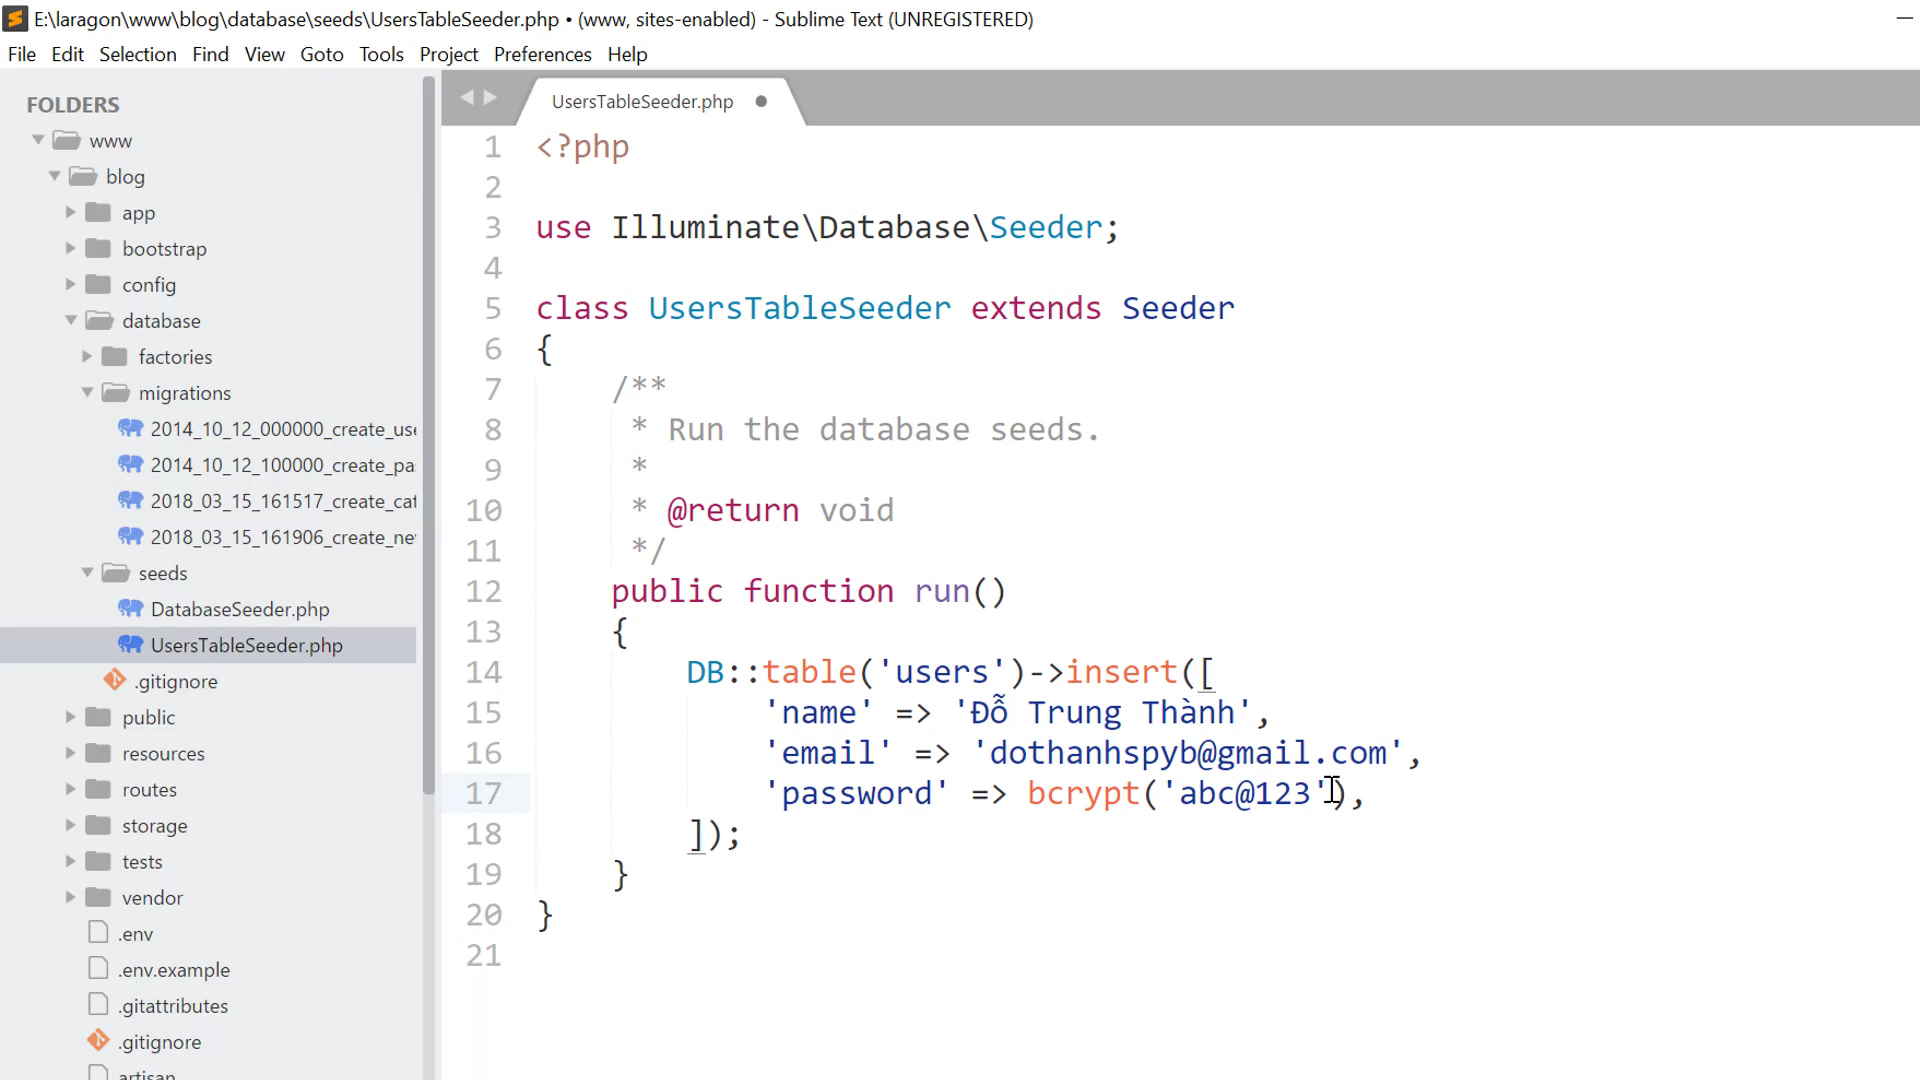 E:\laragon\www\blog\database\seeds\UsersTableSeeder.php • (www, sites-enabled) - Sublime Text (UNREGISTERED)
File Edit Selection Find View Goto Tools Project Preferences Help
FOLDERS
www
blog
app
bootstrap
config
database
factories
migrations
2014_10_12_000000_create_use
2014_10_12_100000_create_pa
2018_03_15_161517_create_cat
2018_03_15_161906_create_ne
seeds
DatabaseSeeder.php
UsersTableSeeder.php
.gitignore
public
resources
routes
storage
tests
vendor
.env
.env.example
.gitattributes
.gitignore
artisan
UsersTableSeeder.php
1 <?php
2
3 use Illuminate\Database\Seeder;
4
5 class UsersTableSeeder extends Seeder
6 {
7 /**
8 * Run the database seeds.
9 *
10 * @return void
11 */
12 public function run()
13 {
14 DB::table('users')->insert([
15 'name' => 'Đỗ Trung Thành',
16 'email' => 'dothanhspyb@gmail.com',
17 'password' => bcrypt('abc@123'),
18 ]);
19 }
20 }
21